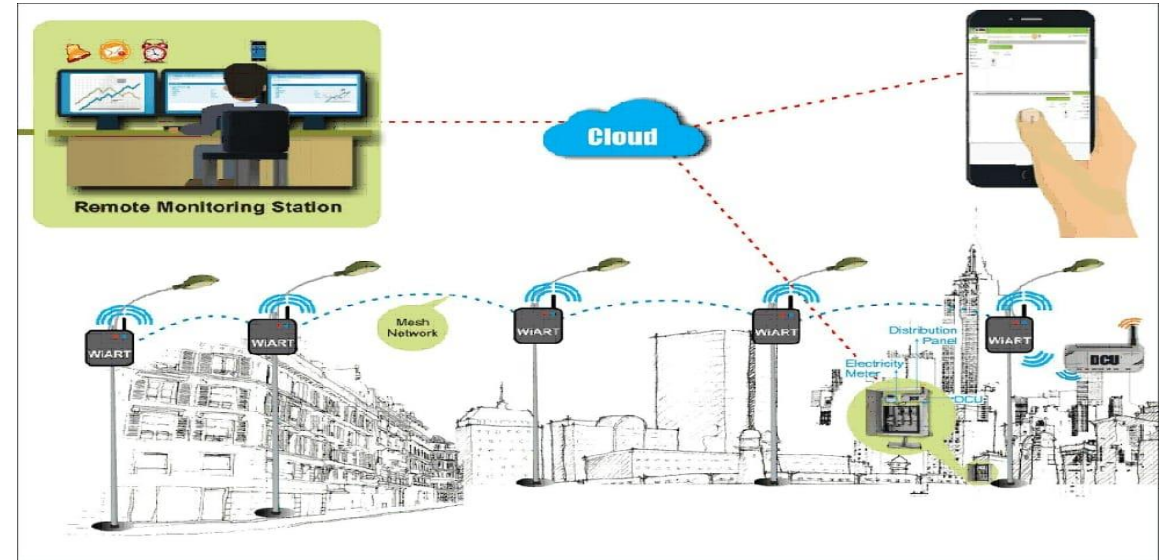 Cloud
Remote Monitoring Station
Mesh
Network
WiART
WiART
WiART
WiART
WiART
Distribution
Panel
Electricity
Meter
DCU
DCU